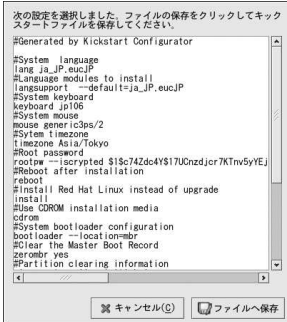 次の設定を選択しました。ファイルの保存をクリックしてキック
スタートファイルを保存してください。
#Generated by Kickstart Configurator
#System language
lang ja_JP.eucJP
#Language modules to install
langsupport --default=ja_JP.eucJP
#System keyboard
keyboard jp106
#System mouse
mouse generic3ps/2
#Sytem timezone
timezone Asia/Tokyo
#Root password
rootpw --iscrypted $1$c74Zdc4Y$17UCnzdjcr7KTnv5yYEj
#Reboot after installation
reboot
#Install Red Hat Linux instead of upgrade
install
#Use CDROM installation media
cdrom
#System bootloader configuration
bootloader --location=mbr
#Clear the Master Boot Record
zerombr yes
#Partition clearing information
キャンセル(C)
ファイルへ保存